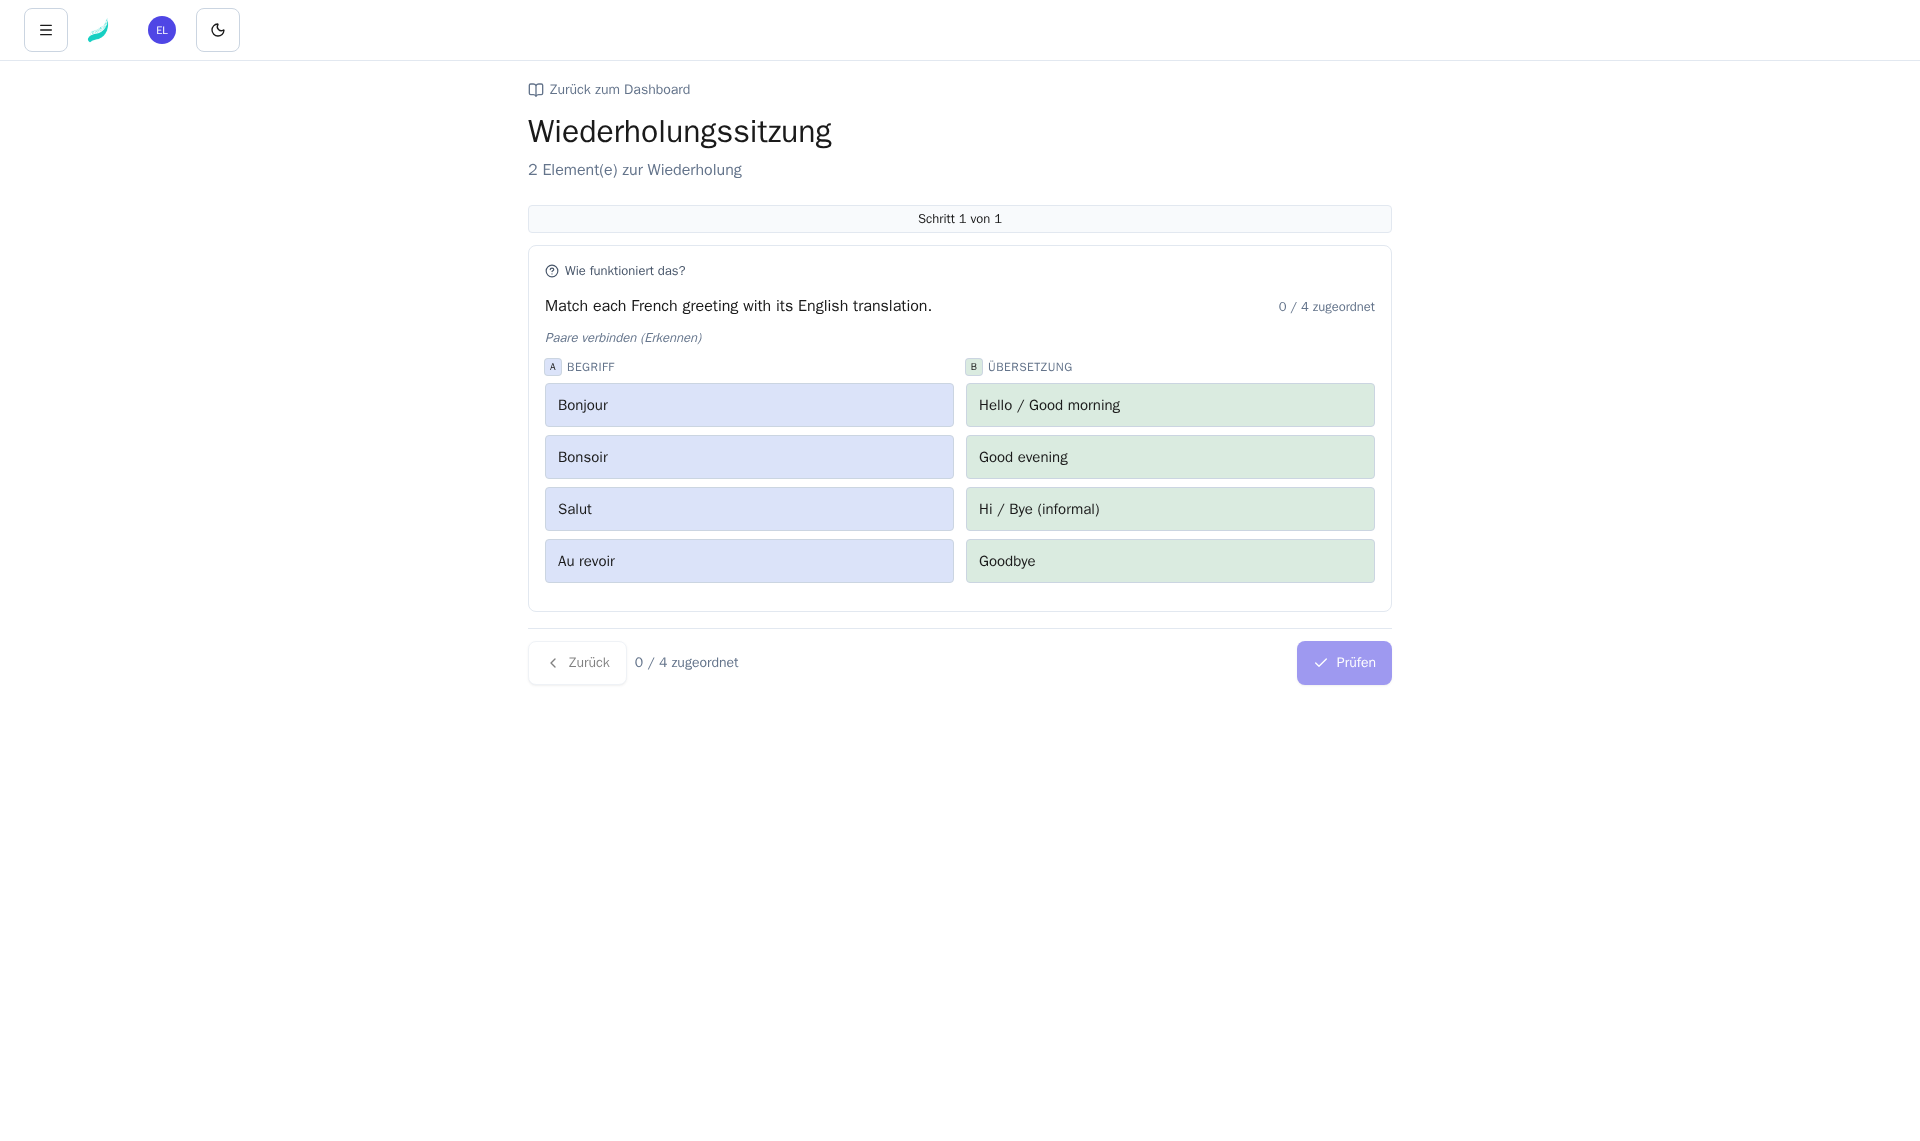 EL
Zurück zum Dashboard
Wiederholungssitzung
2 Element(e) zur Wiederholung
Schritt 1 von 1
Wie funktioniert das?
Match each French greeting with its English translation.
0 / 4 zugeordnet
Paare verbinden (Erkennen)
A BEGRIFF
B ÜBERSETZUNG
Bonjour
Hello / Good morning
Bonsoir
Good evening
Salut
Hi / Bye (informal)
Au revoir
Goodbye
Zurück
0 / 4 zugeordnet
Prüfen